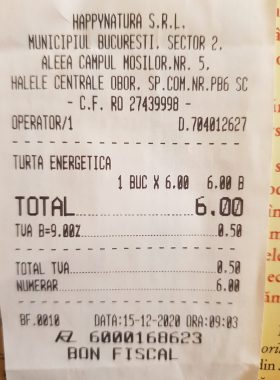 HAPPYNATURA S.R.L.
MUNICIPIUL BUCURESTI, SECTOR 2,
ALEEA CAMPUL MOSILOR,NR. 5,
HALELE CENTRALE OBOR, SP.COM.NR.PB6 SC
- C.F. RO 27439998 -
OPERATOR/1 D.704012627
TURTA ENERGETICA
1 BUC X 6.00 6.00 B
TOTAL 6.00
TUA B=9.00% 0.50
TOTAL TUA 0.50
NUMERAR 6.00
BF.0010 DATA:15-12-2020 ORA:09:03
6000168623
BON FISCAL